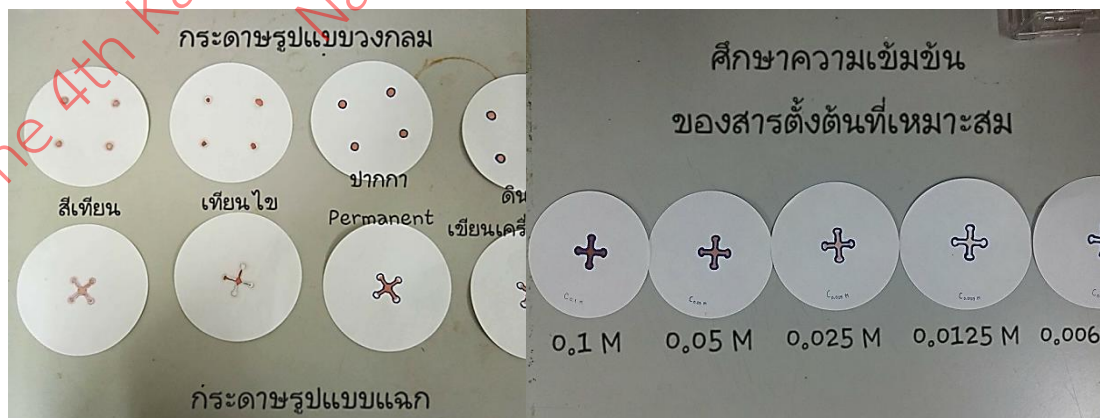 กระดาษรูปแบบวงกลม
สีเทียน
เทียนไข
ปากกา
Permanent
กระดาษรูปแบบแฉก
ศึกษาความเข้มข้น
ของสารตั้งต้นที่เหมาะสม
0.1 M
0.05 M
0.025 M
0.0125 M
0.006
The 4th